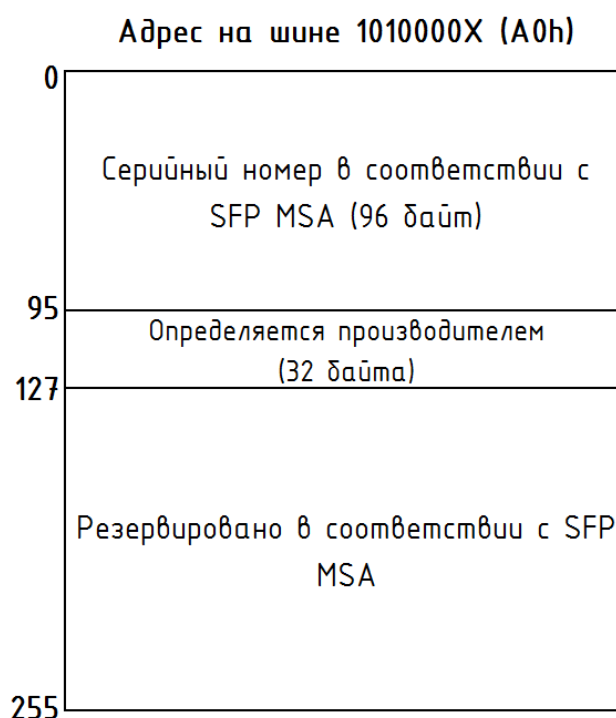 Адрес на шине 1010000X (A0h)
0
Серийный номер в соответствии с
SFP MSA (96 байт)
95
Определяется производителем
(32 байта)
127
Резервировано в соответствии с SFP
MSA
255